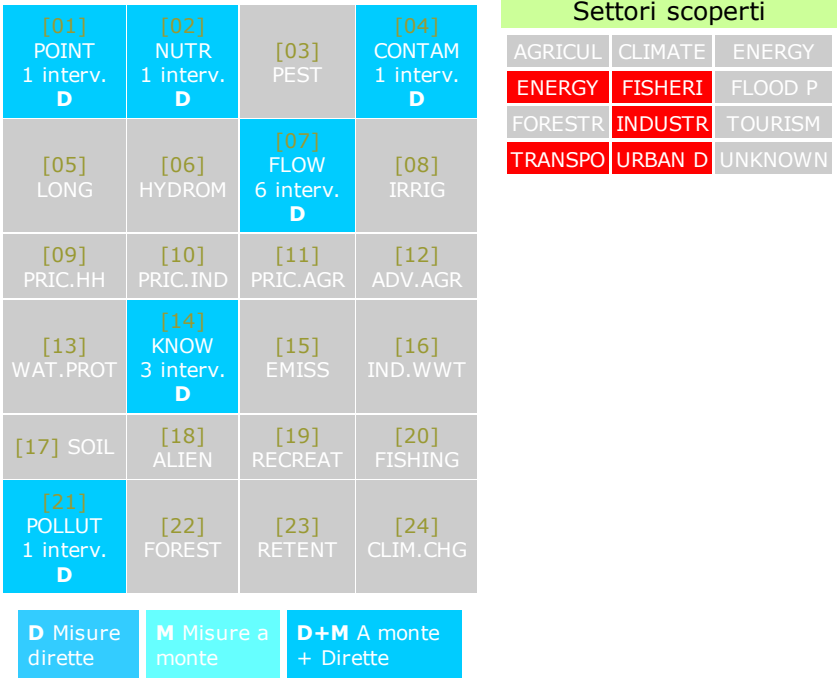 [01]
POINT
1 interv.
D
[02]
NUTR
1 interv.
D
[03]
PEST
[04]
CONTAM
1 interv.
D
[05]
LONG
[06]
HYDROM
[07]
FLOW
6 interv.
D
[08]
IRRIG
[09]
PRIC.HH
[10]
PRIC.IND
[11]
PRIC.AGR
[12]
ADV.AGR
[13]
WAT.PROT
[14]
KNOW
3 interv.
D
[15]
EMISS
[16]
IND.WWT
[17] SOIL
[18]
ALIEN
[19]
RECREAT
[20]
FISHING
[21]
POLLUT
1 interv.
D
[22]
FOREST
[23]
RETENT
[24]
CLIM.CHG
D Misure
dirette
M Misure a
monte
D+M A monte
+ Dirette
Settori scoperti
AGRICUL CLIMATE ENERGY
ENERGY FISHERI FLOOD P
FORESTR INDUSTR TOURISM
TRANSPO URBAN D UNKNOWN